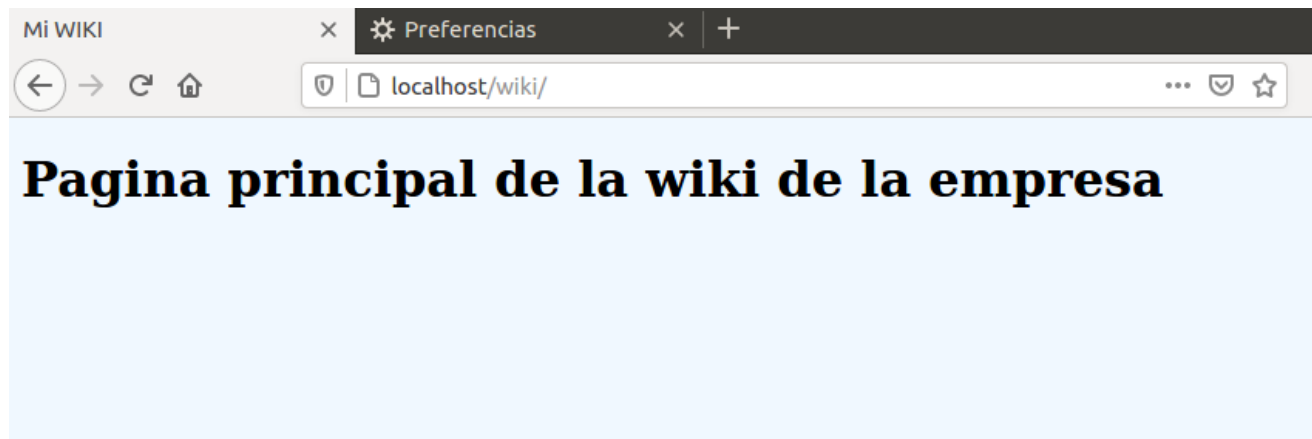 Mi WIKI
Preferencias
localhost/wiki/
Pagina principal de la wiki de la empresa